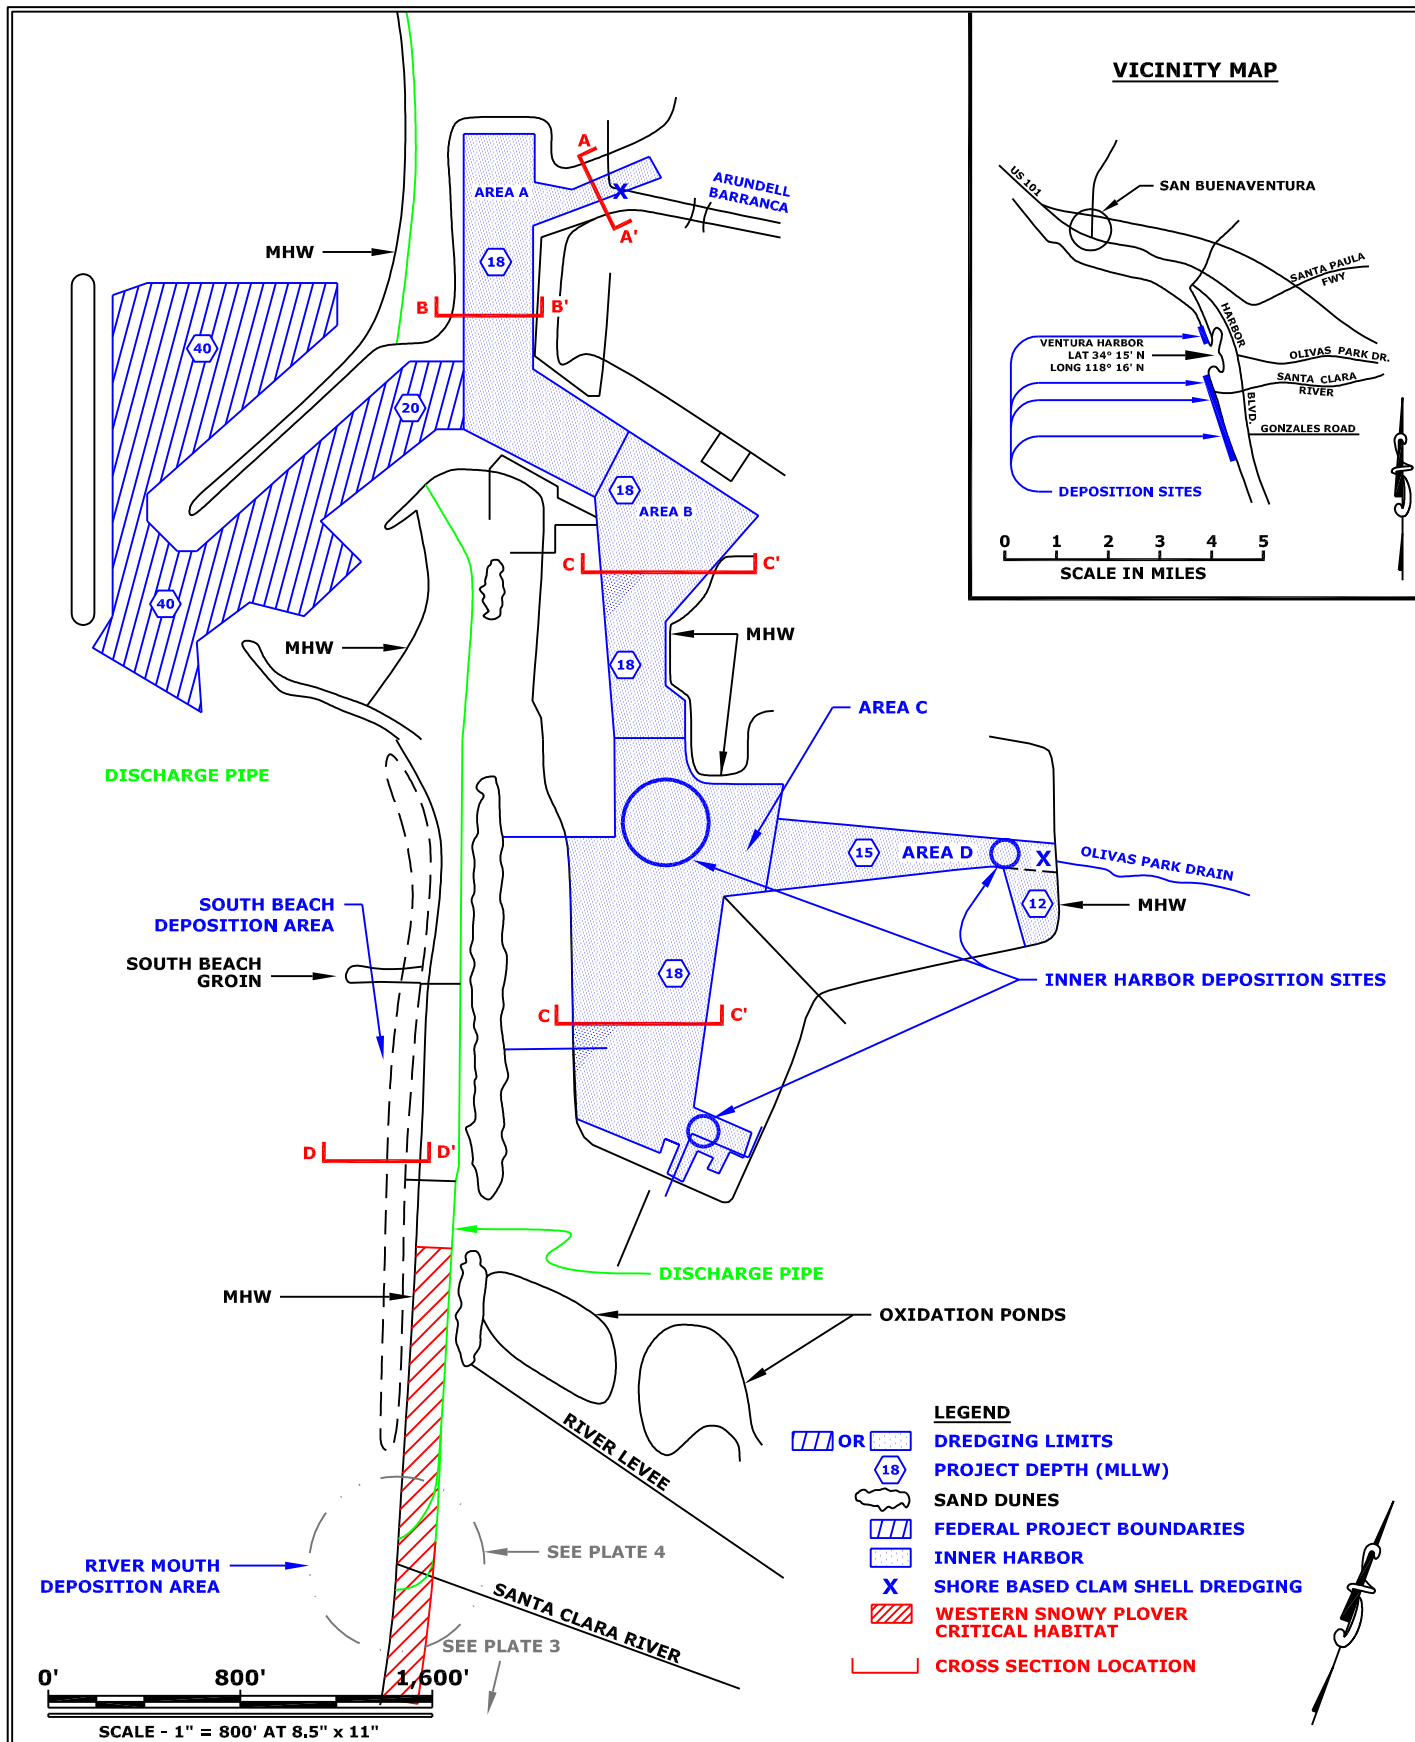 VICINITY MAP
US 101
SAN BUENAVENTURA
SANTA PAULA
FWY
HARBOR
BLVD.
VENTURA HARBOR
LAT 34° 15' N
LONG 118° 16' N
OLIVAS PARK DR.
SANTA CLARA
RIVER
GONZALES ROAD
DEPOSITION SITES
0 1 2 3 4 5
SCALE IN MILES
A
AREA A
ARUNDELL
BARRANCA
X
A'
MHW
18
B B'
40
20
18
AREA B
C C'
40
MHW
MHW
18
AREA C
DISCHARGE PIPE
15
AREA D
X
OLIVAS PARK DRAIN
12
MHW
SOUTH BEACH
DEPOSITION AREA
SOUTH BEACH
GROIN
18
INNER HARBOR DEPOSITION SITES
C C'
D D'
DISCHARGE PIPE
MHW
OXIDATION PONDS
RIVER LEVEE
SEE PLATE 4
RIVER MOUTH
DEPOSITION AREA
SANTA CLARA RIVER
SEE PLATE 3
LEGEND
OR DREDGING LIMITS
18 PROJECT DEPTH (MLLW)
SAND DUNES
FEDERAL PROJECT BOUNDARIES
INNER HARBOR
X SHORE BASED CLAM SHELL DREDGING
WESTERN SNOWY PLOVER
CRITICAL HABITAT
CROSS SECTION LOCATION
0' 800' 1,600'
SCALE - 1" = 800' AT 8.5" x 11"